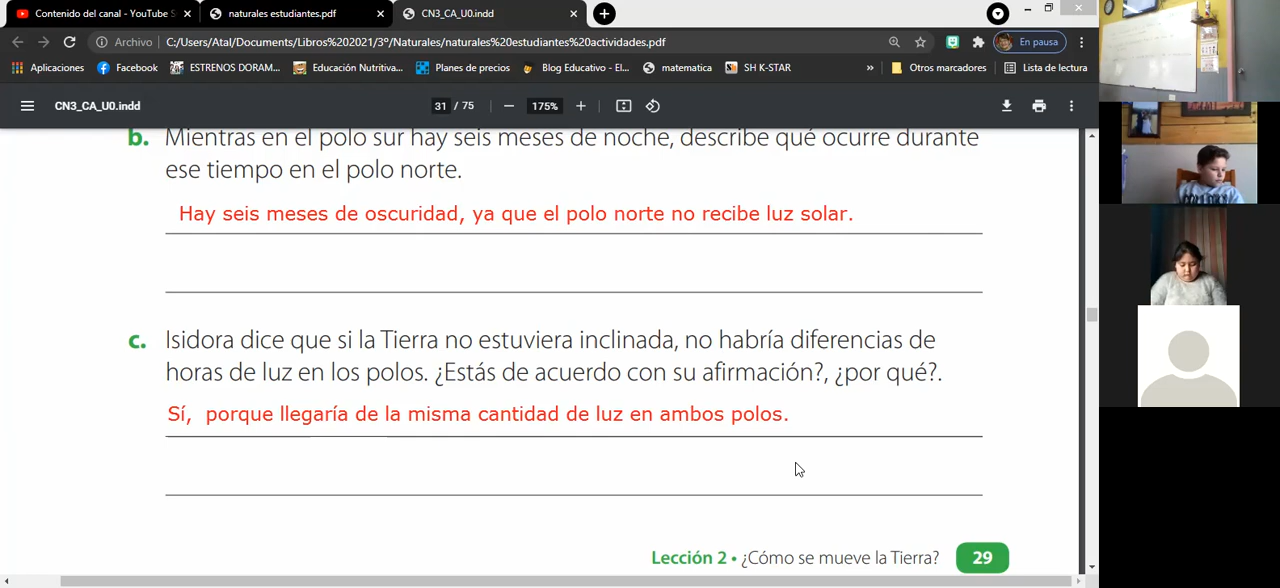 Contenido del canal - YouTube S
naturales estudiantes.pdf
CN3_CA_U0.indd
Archivo
C:/Users/Atal/Documents/Libros%202021/3º/Naturales/naturales%20estudiantes%20actividades.pdf
En pausa
Aplicaciones
Facebook
ESTRENOS DORAM...
Educación Nutritiva...
Planes de precios
Blog Educativo - El...
matematica
SH K-STAR
»
Otros marcadores
Lista de lectura
CN3_CA_U0.indd
31 / 75
175%
b. Mientras en el polo sur hay seis meses de noche, describe qué ocurre durante
ese tiempo en el polo norte.
Hay seis meses de oscuridad, ya que el polo norte no recibe luz solar.
c. Isidora dice que si la Tierra no estuviera inclinada, no habría diferencias de
horas de luz en los polos. ¿Estás de acuerdo con su afirmación?, ¿por qué?.
Sí, porque llegaría de la misma cantidad de luz en ambos polos.
Lección 2 • ¿Cómo se mueve la Tierra? 29